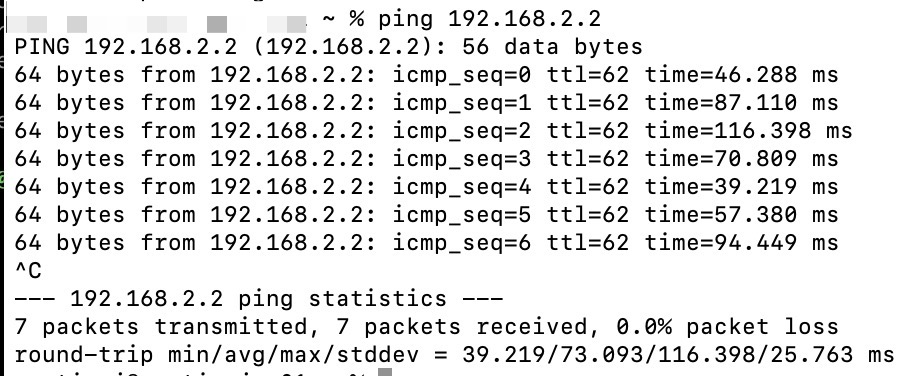 ~ % ping 192.168.2.2
PING 192.168.2.2 (192.168.2.2): 56 data bytes
64 bytes from 192.168.2.2: icmp_seq=0 ttl=62 time=46.288 ms
64 bytes from 192.168.2.2: icmp_seq=1 ttl=62 time=87.110 ms
64 bytes from 192.168.2.2: icmp_seq=2 ttl=62 time=116.398 ms
64 bytes from 192.168.2.2: icmp_seq=3 ttl=62 time=70.809 ms
64 bytes from 192.168.2.2: icmp_seq=4 ttl=62 time=39.219 ms
64 bytes from 192.168.2.2: icmp_seq=5 ttl=62 time=57.380 ms
64 bytes from 192.168.2.2: icmp_seq=6 ttl=62 time=94.449 ms
^C
--- 192.168.2.2 ping statistics ---
7 packets transmitted, 7 packets received, 0.0% packet loss
round-trip min/avg/max/stddev = 39.219/73.093/116.398/25.763 ms